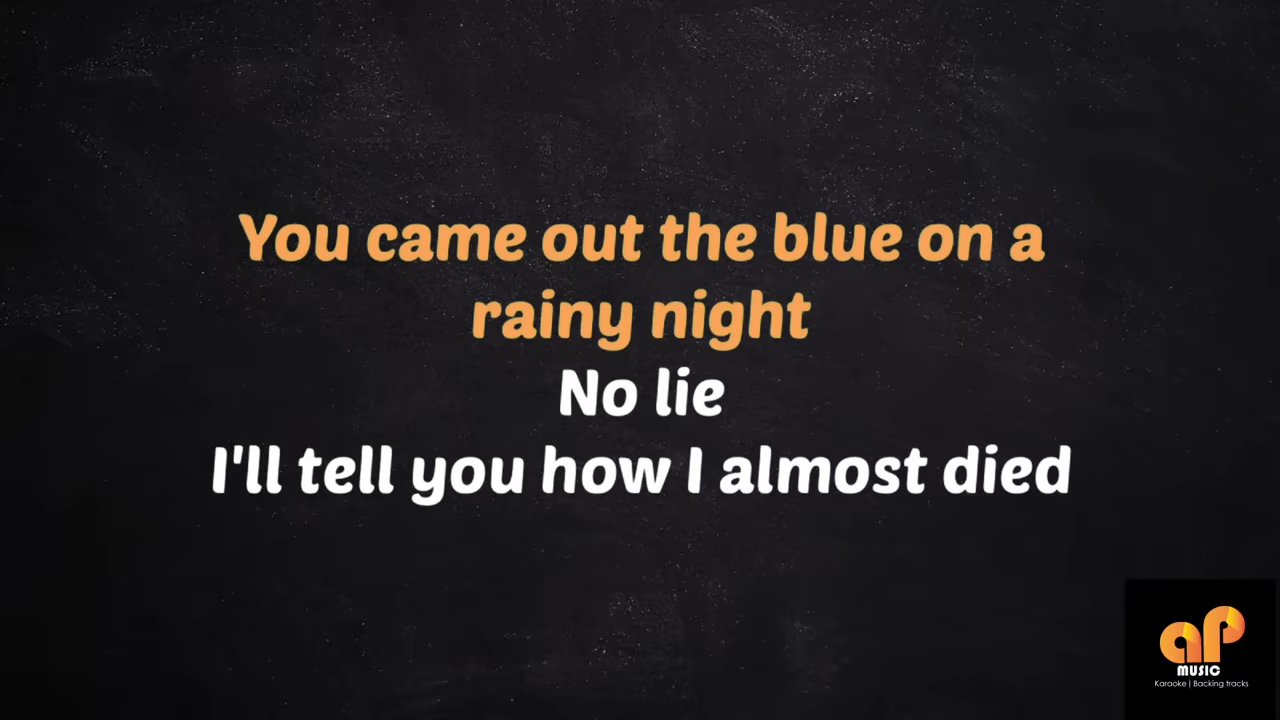 You came out the blue on a
rainy night
No lie
I'll tell you how I almost died
aP
MUSIC
Karaoke | Backing tracks